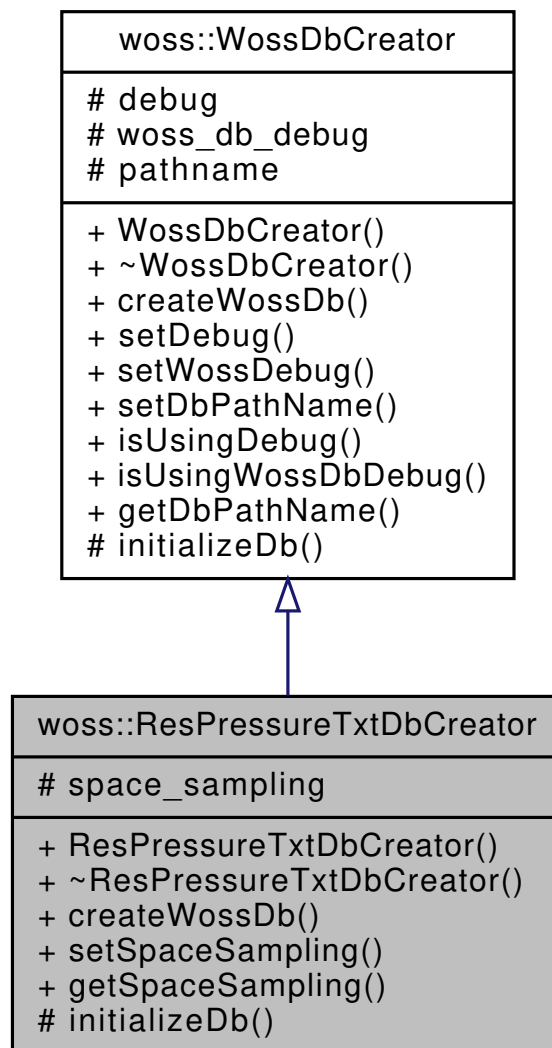 woss::WossDbCreator
# debug
# woss_db_debug
# pathname
+ WossDbCreator()
+ ~WossDbCreator()
+ createWossDb()
+ setDebug()
+ setWossDebug()
+ setDbPathName()
+ isUsingDebug()
+ isUsingWossDbDebug()
+ getDbPathName()
# initializeDb()
woss::ResPressureTxtDbCreator
# space_sampling
+ ResPressureTxtDbCreator()
+ ~ResPressureTxtDbCreator()
+ createWossDb()
+ setSpaceSampling()
+ getSpaceSampling()
# initializeDb()